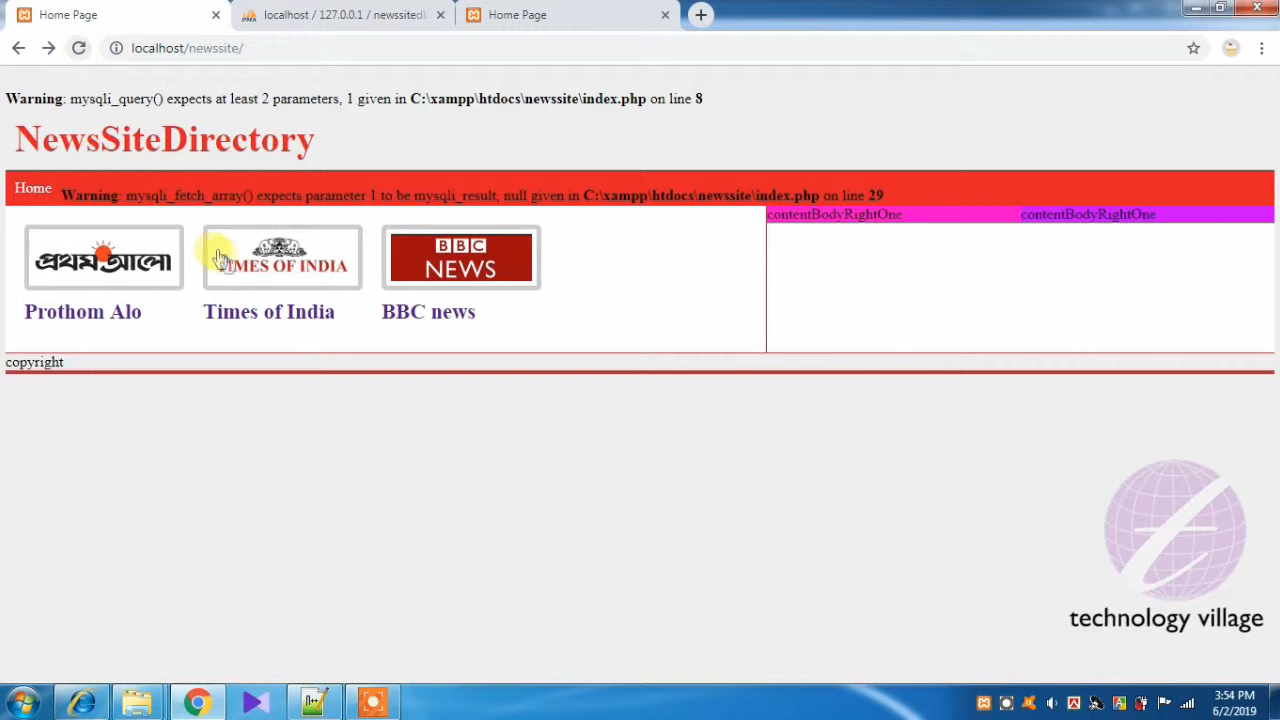 Home Page
localhost / 127.0.0.1 / newssitedb
Home Page
localhost/newssite/
Warning: mysqli_query() expects at least 2 parameters, 1 given in C:\xampp\htdocs\newssite\index.php on line 8
NewsSiteDirectory
Home
Warning: mysqli_fetch_array() expects parameter 1 to be mysqli_result, null given in C:\xampp\htdocs\newssite\index.php on line 29
contentBodyRightOne
contentBodyRightOne
প্রথম আলো
TIMES OF INDIA
BBC
NEWS
Prothom Alo
Times of India
BBC news
copyright
technology village
3:54 PM
6/2/2019